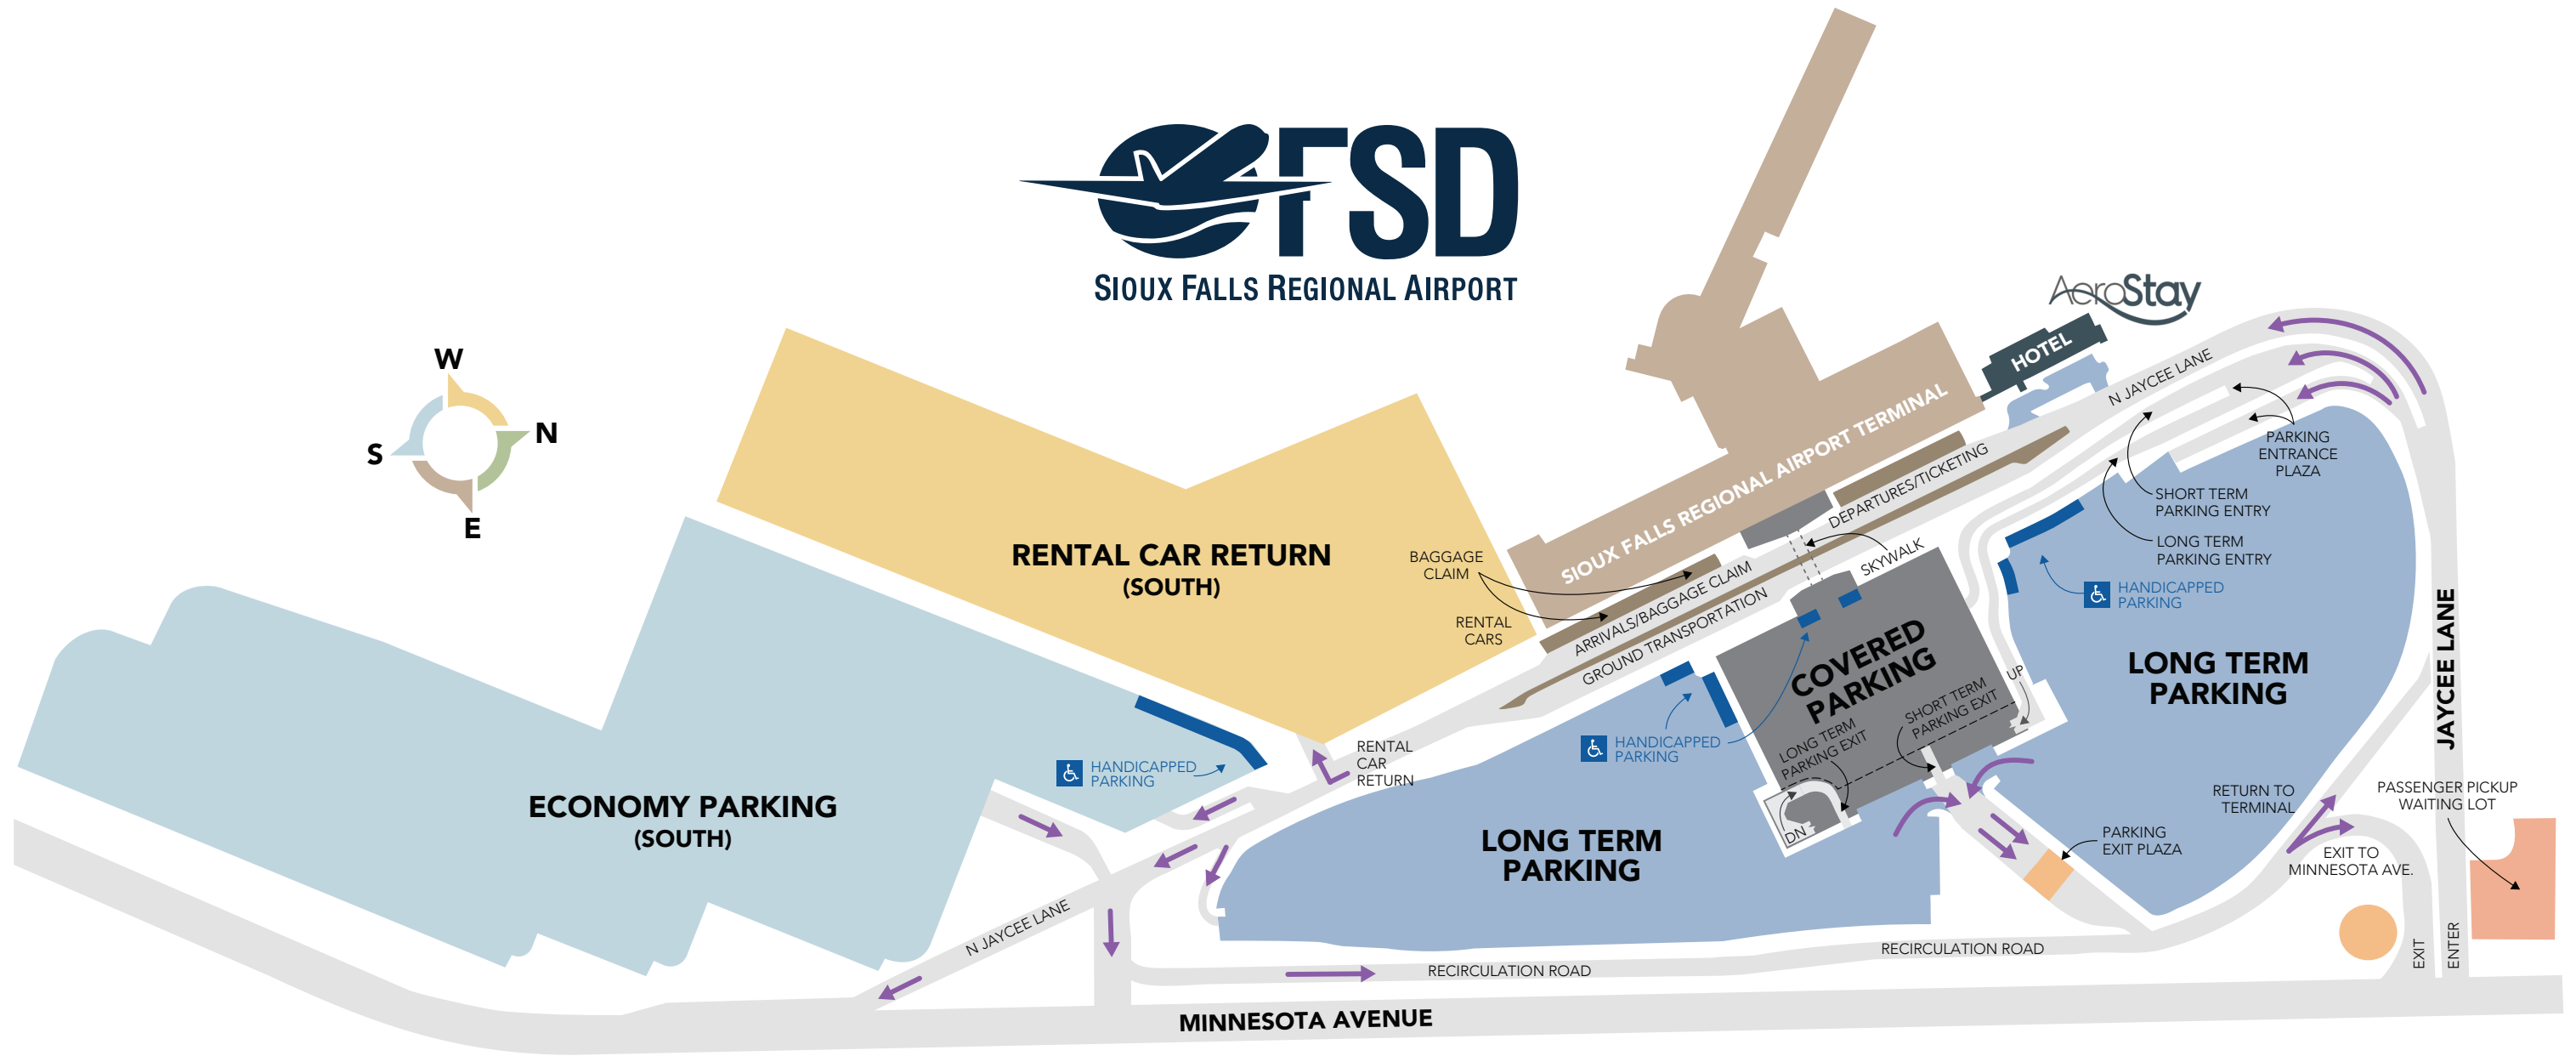 FSD
SIOUX FALLS REGIONAL AIRPORT
W
N
S
E
AeroStay
HOTEL
N JAYCEE LANE
PARKING
ENTRANCE
PLAZA
SHORT TERM
PARKING ENTRY
LONG TERM
PARKING ENTRY
SIOUX FALLS REGIONAL AIRPORT TERMINAL
DEPARTURES/TICKETING
SKYWALK
BAGGAGE
CLAIM
RENTAL
CARS
ARRIVALS/BAGGAGE CLAIM
GROUND TRANSPORTATION
RENTAL CAR RETURN
(SOUTH)
HANDICAPPED
PARKING
LONG TERM
PARKING
JAYCEE LANE
COVERED
PARKING
UP
SHORT TERM
PARKING EXIT
LONG TERM
PARKING EXIT
DN
HANDICAPPED
PARKING
RENTAL
CAR
RETURN
HANDICAPPED
PARKING
ECONOMY PARKING
(SOUTH)
LONG TERM
PARKING
RETURN TO
TERMINAL
PASSENGER PICKUP
WAITING LOT
PARKING
EXIT PLAZA
EXIT TO
MINNESOTA AVE.
N JAYCEE LANE
RECIRCULATION ROAD
RECIRCULATION ROAD
EXIT
ENTER
MINNESOTA AVENUE